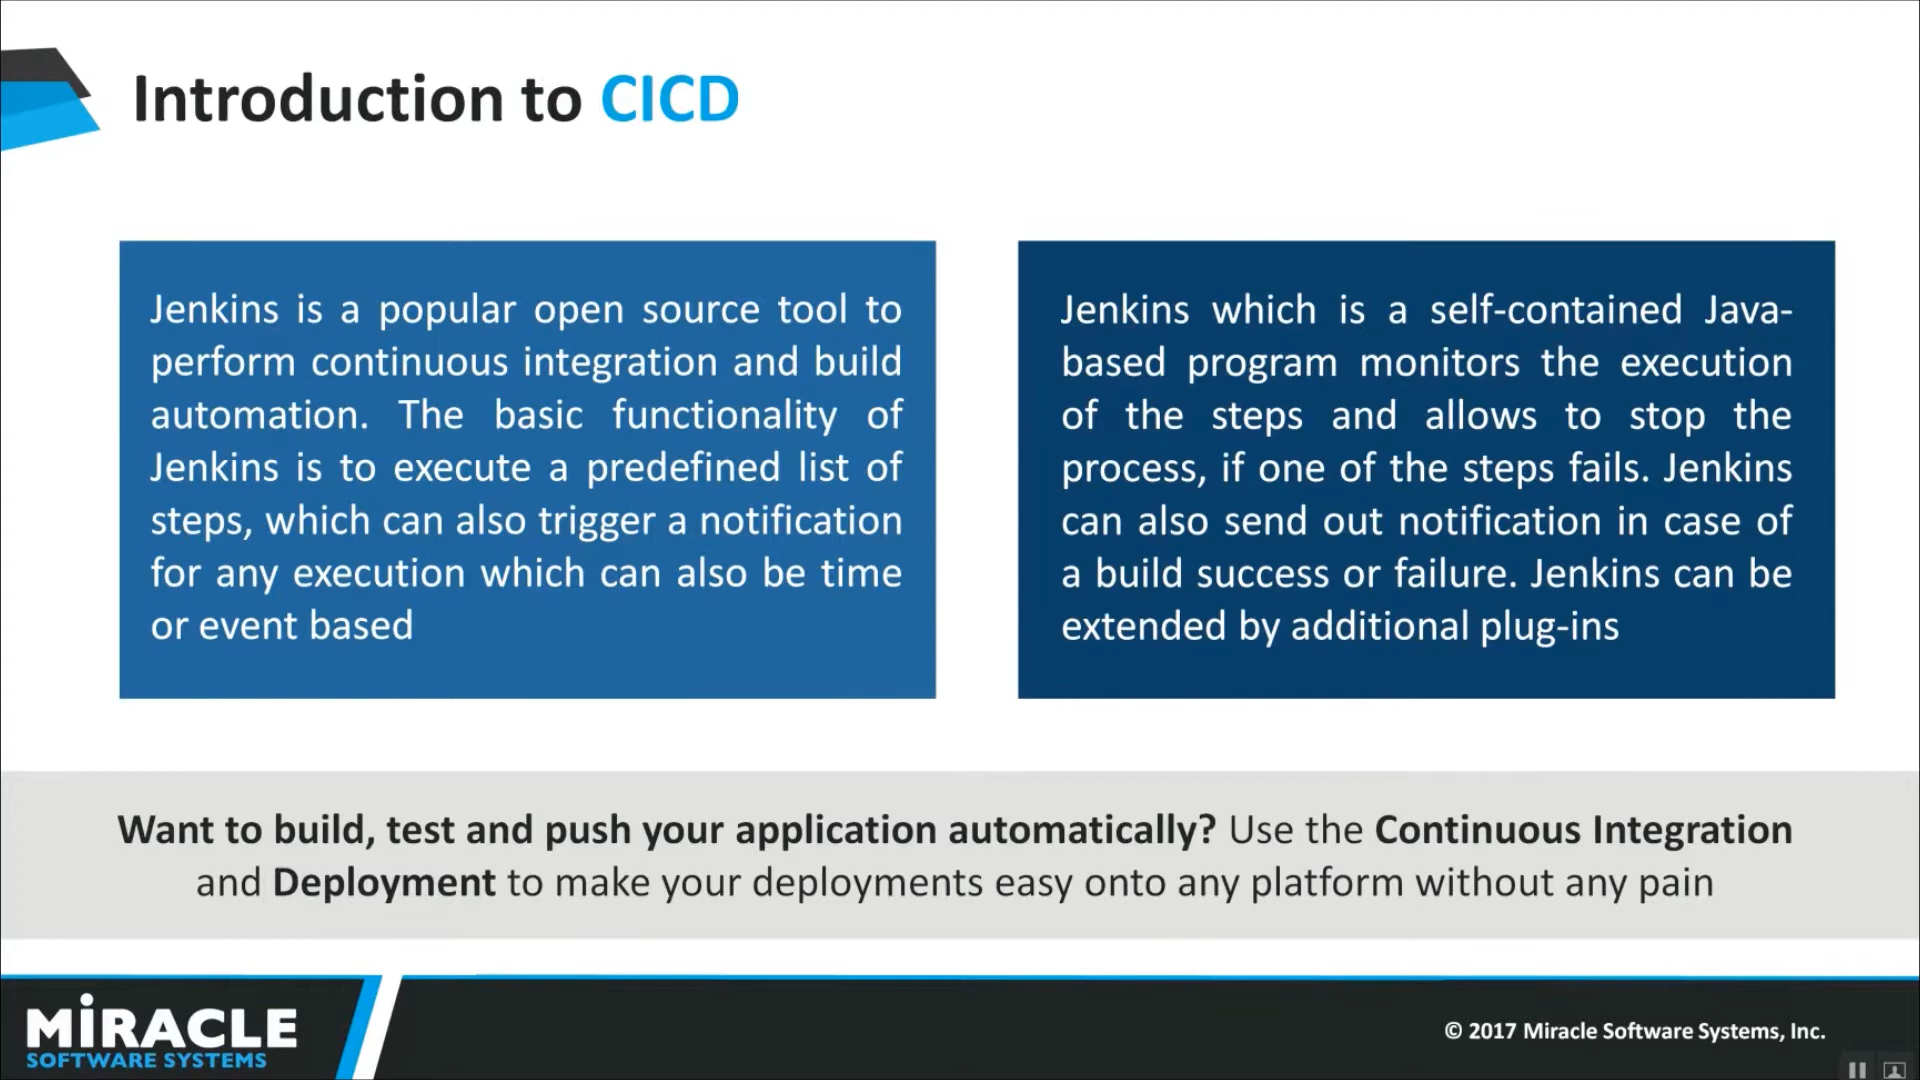 Introduction to CICD
Jenkins is a popular open source tool to
perform continuous integration and build
automation. The basic functionality of
Jenkins is to execute a predefined list of
steps, which can also trigger a notification
for any execution which can also be time
or event based
Jenkins which is a self-contained Java-
based program monitors the execution
of the steps and allows to stop the
process, if one of the steps fails. Jenkins
can also send out notification in case of
a build success or failure. Jenkins can be
extended by additional plug-ins
Want to build, test and push your application automatically? Use the Continuous Integration
and Deployment to make your deployments easy onto any platform without any pain
MiRACLE
SOFTWARE SYSTEMS
© 2017 Miracle Software Systems, Inc.